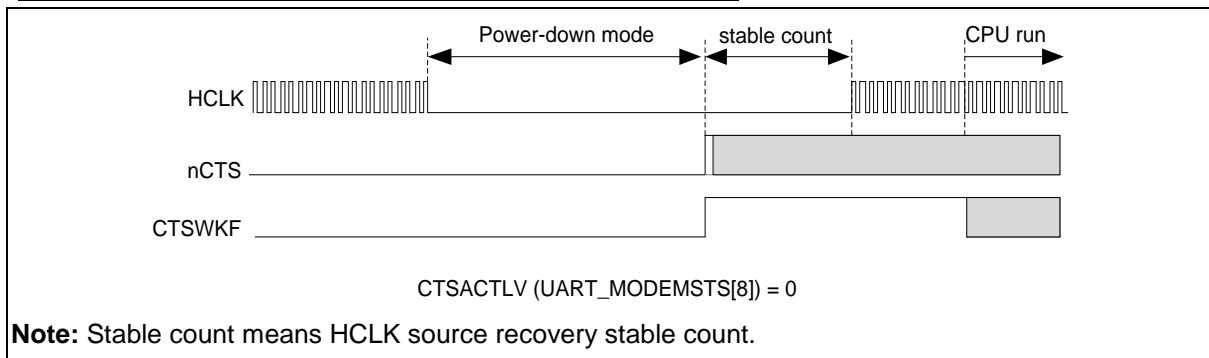 Power-down mode stable count CPU run
HCLK
nCTS
CTSWKF
CTSACTLV (UART_MODEMSTS[8]) = 0
Note: Stable count means HCLK source recovery stable count.